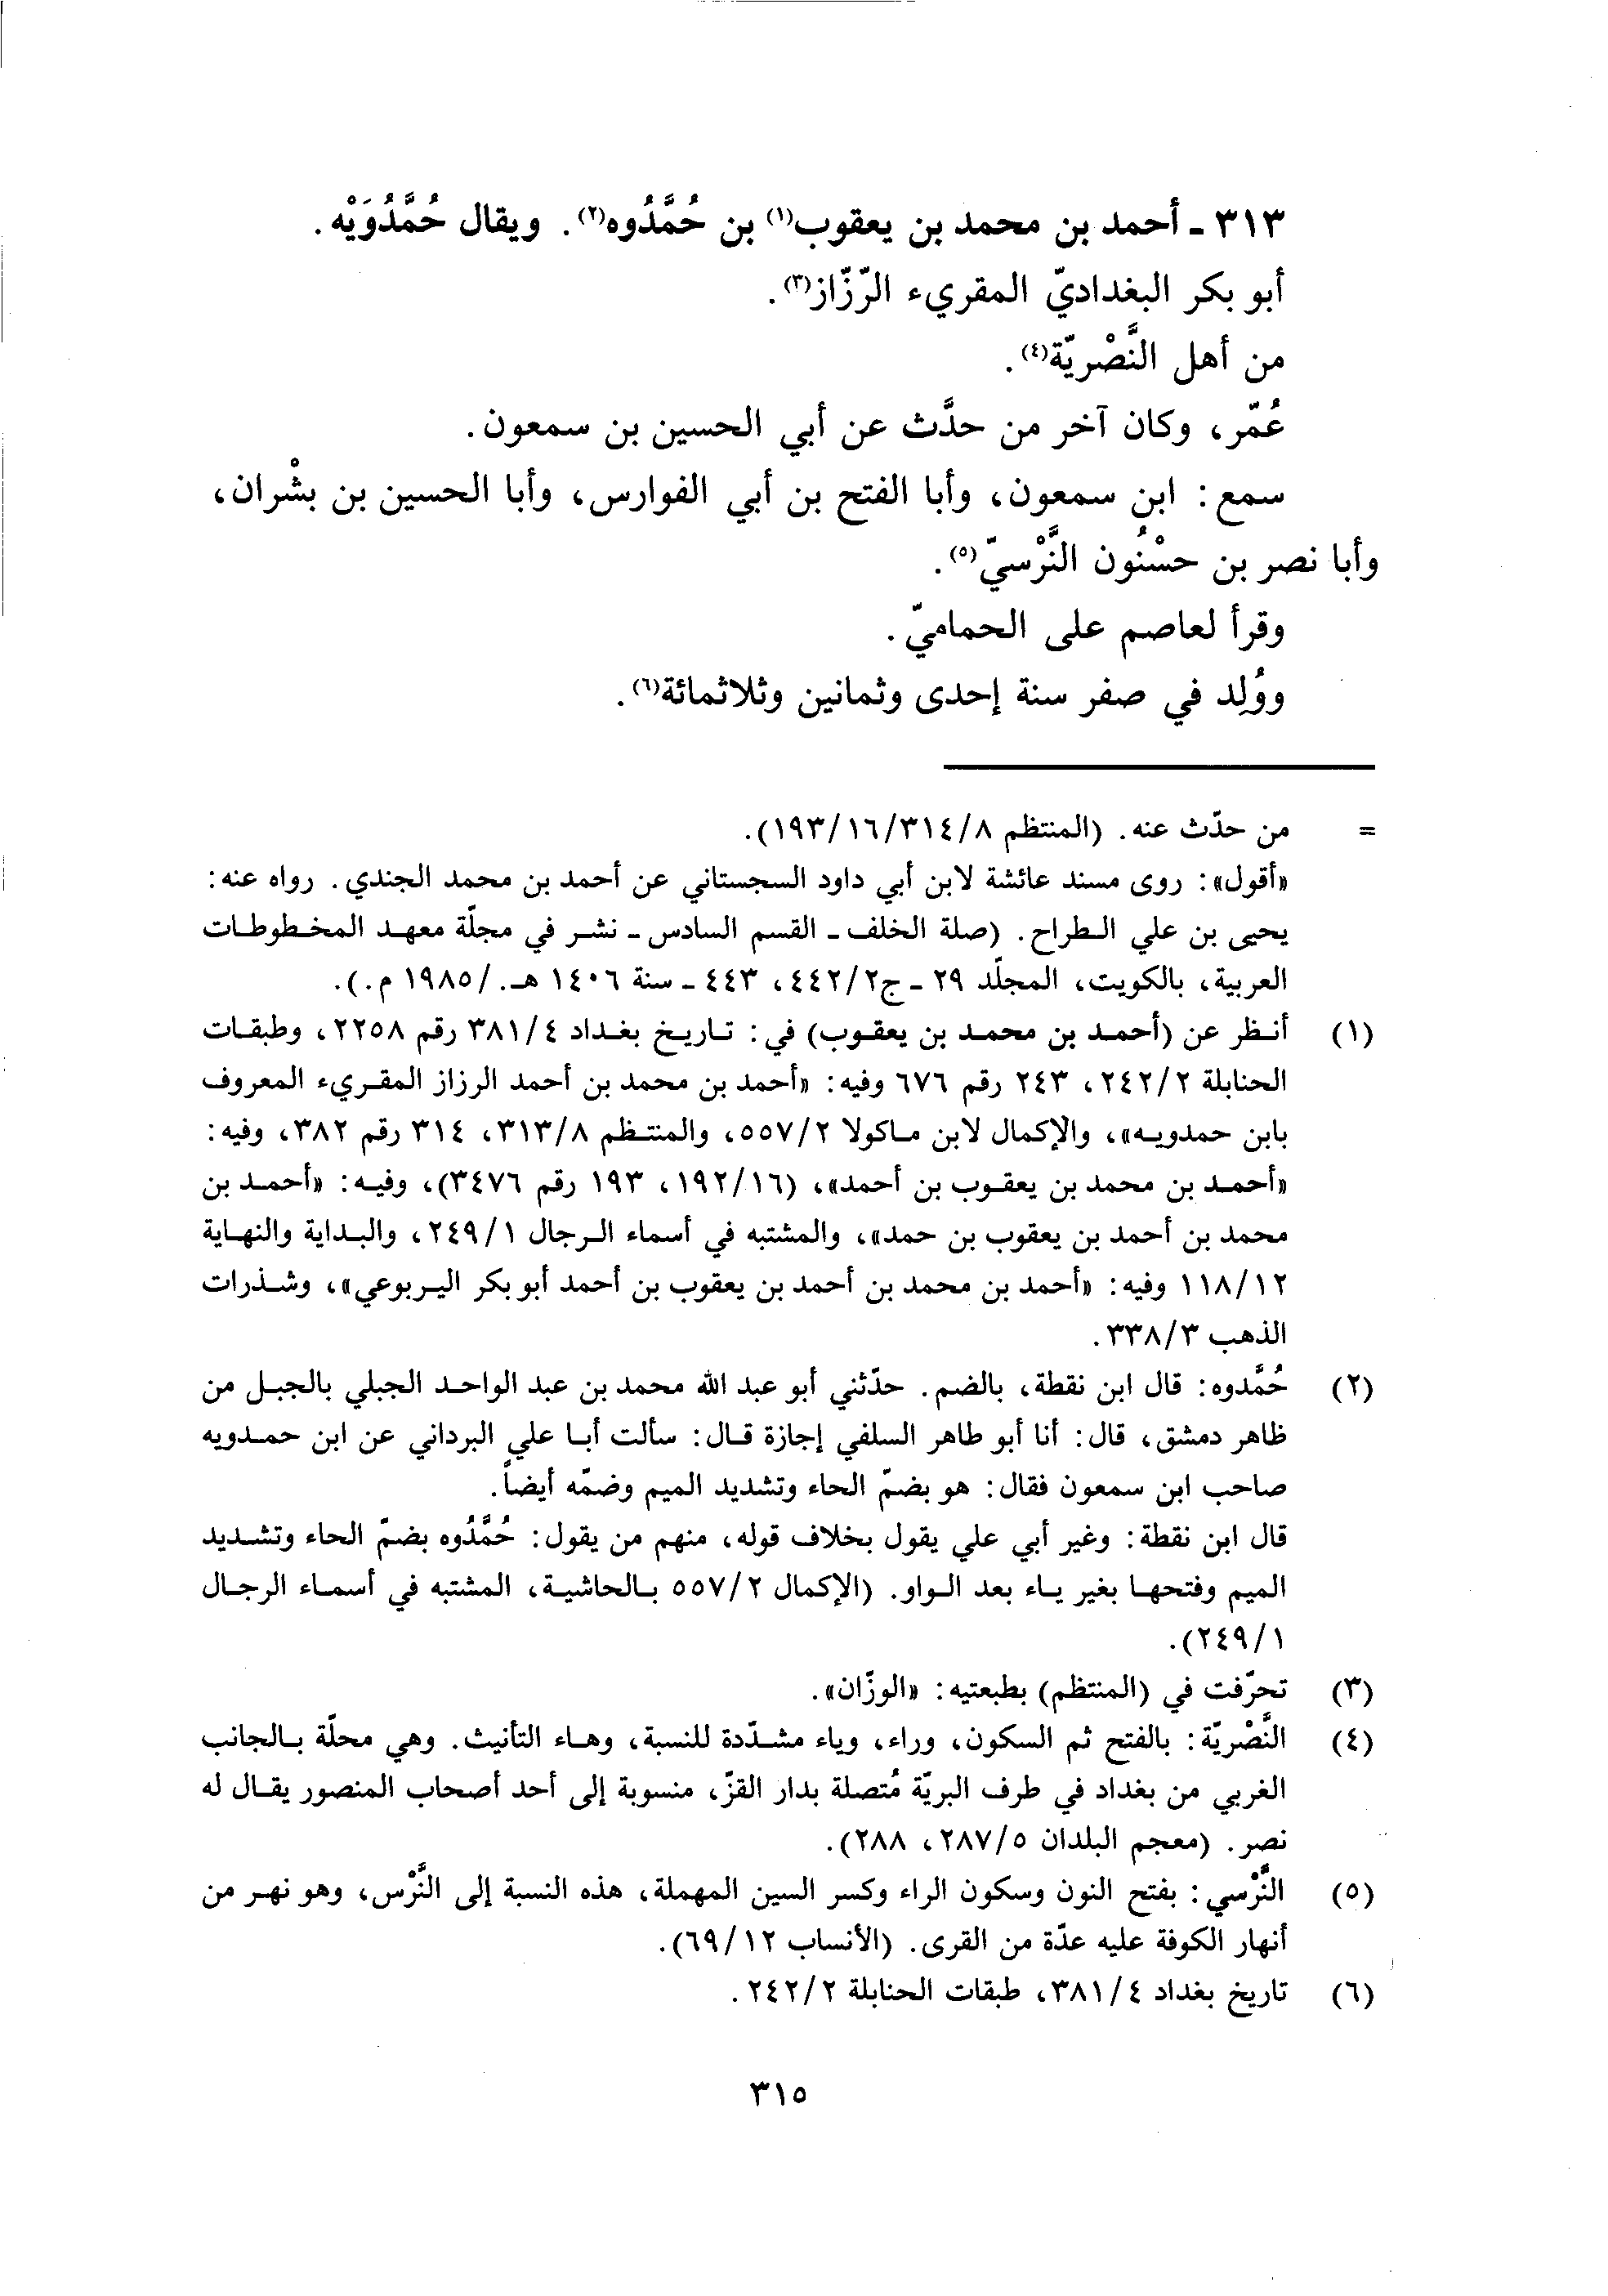 ٣١٣ ـ أحمد بن محمد بن يعقوب(١) بن حُمَّدُوه(٢). ويقال حُمَّدُوَيْه.
أبو بكر البغداديّ المقريء الرّزّاز(٣).
من أهل النَّصْريّة(٤).
عُمّر، وكان آخر من حدَّث عن أبي الحسين بن سمعون.
سمع: ابن سمعون، وأبا الفتح بن أبي الفوارس، وأبا الحسين بن بشْران،
وأبا نصر بن حسْنُون النَّرْسيّ(٥).
وقرأ لعاصم على الحماميّ.
ووُلِد في صفر سنة إحدى وثمانين وثلاثمائة(٦).
= من حدّث عنه. (المنتظم ٣١٤/٨/١٩٣/١٦).
«أقول»: روى مسند عائشة لابن أبي داود السجستاني عن أحمد بن محمد الجندي. رواه عنه:
يحيى بن علي الطراح. (صلة الخلف ـ القسم السادس ـ نشر في مجلّة معهد المخطوطات
العربية، بالكويت، المجلّد ٢٩ ـ ج٤٤٢/٢، ٤٤٣ ـ سنة ١٤٠٦ هـ./١٩٨٥ م.).
(١) أنظر عن (أحمد بن محمد بن يعقوب) في: تاريخ بغداد ٣٨١/٤ رقم ٢٢٥٨، وطبقات
الحنابلة ٢٤٢/٢، ٢٤٣ رقم ٦٧٦ وفيه: «أحمد بن محمد بن أحمد الرزاز المقريء المعروف
بابن حمدويه»، والإكمال لابن ماكولا ٥٥٧/٢، والمنتظم ٣١٣/٨، ٣١٤ رقم ٣٨٢، وفيه:
«أحمد بن محمد بن يعقوب بن أحمد»، (١٩٢/١٦، ١٩٣ رقم ٣٤٧٦)، وفيه: «أحمد بن
محمد بن أحمد بن يعقوب بن حمد»، والمشتبه في أسماء الرجال ٢٤٩/١، والبداية والنهاية
١١٨/١٢ وفيه: «أحمد بن محمد بن أحمد بن يعقوب بن أحمد أبو بكر اليربوعي»، وشذرات
الذهب ٣٣٨/٣.
(٢) حُمَّدوه: قال ابن نقطة، بالضم. حدّثني أبو عبد الله محمد بن عبد الواحد الجبلي بالجبل من
ظاهر دمشق، قال: أنا أبو طاهر السلفي إجازة قال: سألت أبا علي البرداني عن ابن حمدويه
صاحب ابن سمعون فقال: هو بضمّ الحاء وتشديد الميم وضمّه أيضاً.
قال ابن نقطة: وغير أبي علي يقول بخلاف قوله، منهم من يقول: حُمَّدُوه بضمّ الحاء وتشديد
الميم وفتحها بغير ياء بعد الواو. (الإكمال ٥٥٧/٢ بالحاشية، المشتبه في أسماء الرجال
٢٤٩/١).
(٣) تحرّفت في (المنتظم) بطبعتيه: «الوزّان».
(٤) النَّصْريّة: بالفتح ثم السكون، وراء، وياء مشدّدة للنسبة، وهاء التأنيث. وهي محلّة بالجانب
الغربي من بغداد في طرف البريّة مُتصلة بدار القزّ، منسوبة إلى أحد أصحاب المنصور يقال له
نصر. (معجم البلدان ٢٨٧/٥، ٢٨٨).
(٥) النَّرْسي: بفتح النون وسكون الراء وكسر السين المهملة، هذه النسبة إلى النَّرْس، وهو نهر من
أنهار الكوفة عليه عدّة من القرى. (الأنساب ٦٩/١٢).
(٦) تاريخ بغداد ٣٨١/٤، طبقات الحنابلة ٢٤٢/٢.
٣١٥